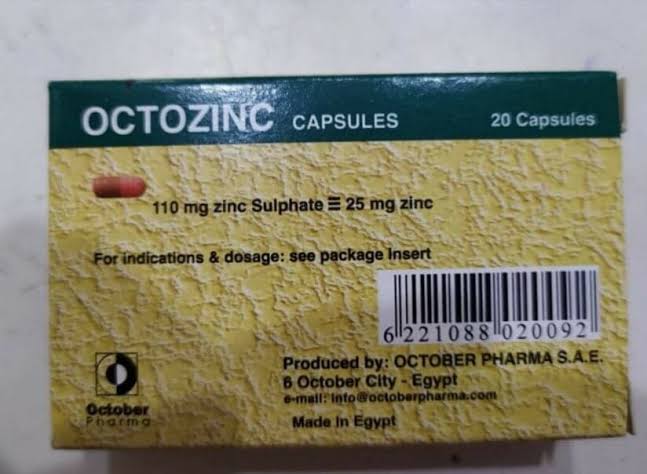 OCTOZINC CAPSULES 20 Capsules
110 mg zinc Sulphate ≡ 25 mg zinc
For indications & dosage: see package insert
6 221088 020092
Produced by: OCTOBER PHARMA S.A.E.
6 October City - Egypt
e-mail: info@octoberpharma.com
Made In Egypt
October
Pharma